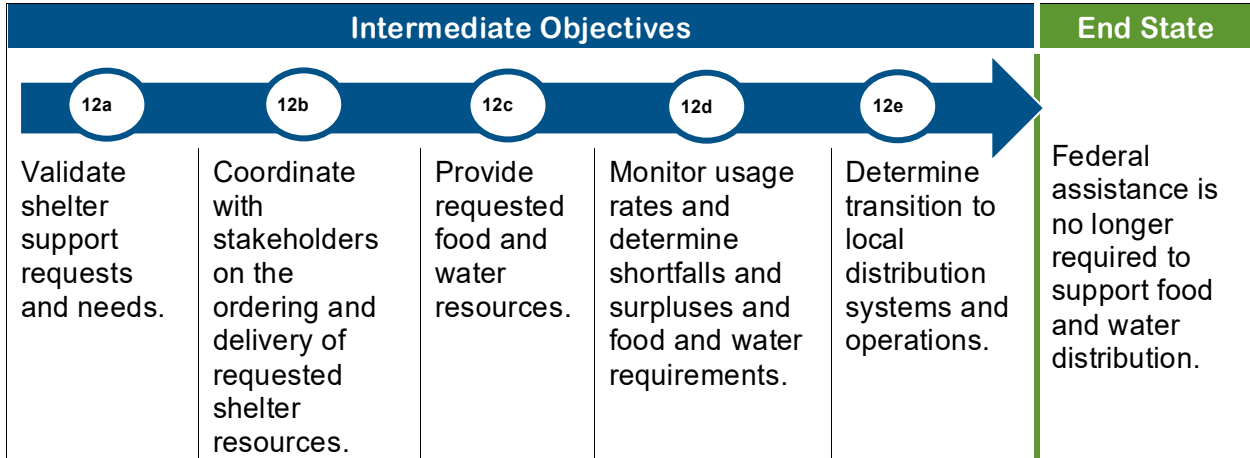 Intermediate Objectives
End State
12a
12b
12c
12d
12e
Validate
shelter
support
requests
and needs.
Coordinate
with
stakeholders
on the
ordering and
delivery of
requested
shelter
resources.
Provide
requested
food and
water
resources.
Monitor usage
rates and
determine
shortfalls and
surpluses and
food and water
requirements.
Determine
transition to
local
distribution
systems and
operations.
Federal
assistance is
no longer
required to
support food
and water
distribution.